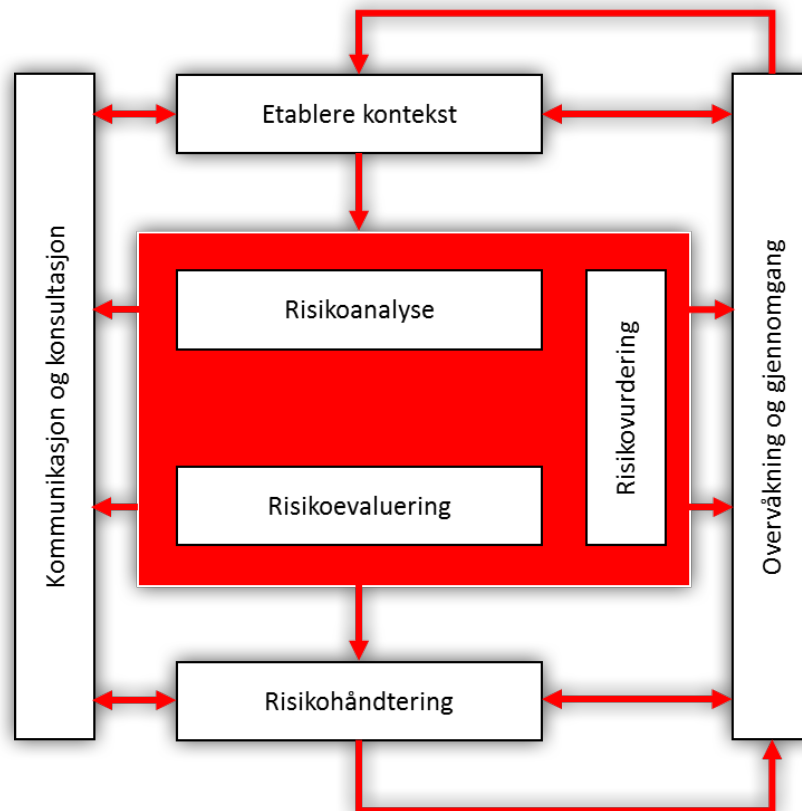 Etablere kontekst
Kommunikasjon og konsultasjon
Risikoanalyse
Risikovurdering
Overvåkning og gjennomgang
Risikoevaluering
Risikohåndtering